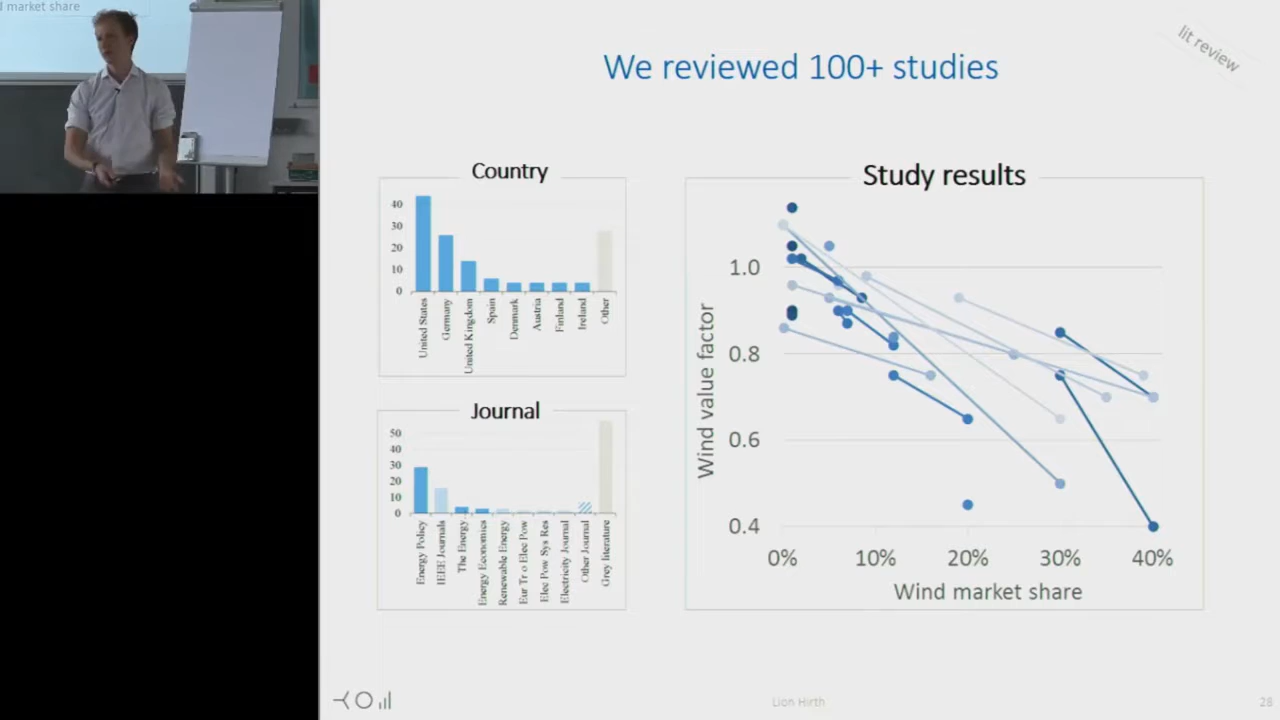 market share
lit review
We reviewed 100+ studies
Country
40
30
20
10
0
United States
Germany
United Kingdom
Spain
Denmark
Austria
Finland
Ireland
Other
Journal
50
40
30
20
10
0
Energy Policy
IEEE Journals
The Energy
Energy Economics
Renewable Energy
Eur Tr o Elec Pow
Elec Pow Sys Res
Electricity Journal
Other Journal
Grey literature
Study results
Wind value factor
1.0
0.8
0.6
0.4
0%
10%
20%
30%
40%
Wind market share
Lion Hirth
28